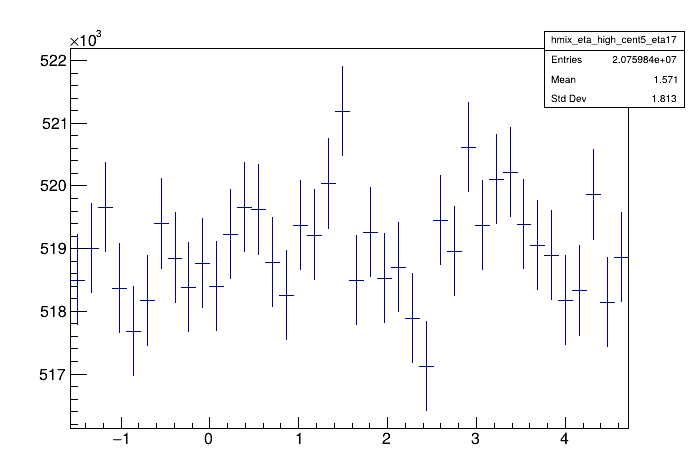 ×10³
hmix_eta_high_cent5_eta17
Entries 2.075984e+07
Mean 1.571
Std Dev 1.813
522
521
520
519
518
517
−1 0 1 2 3 4